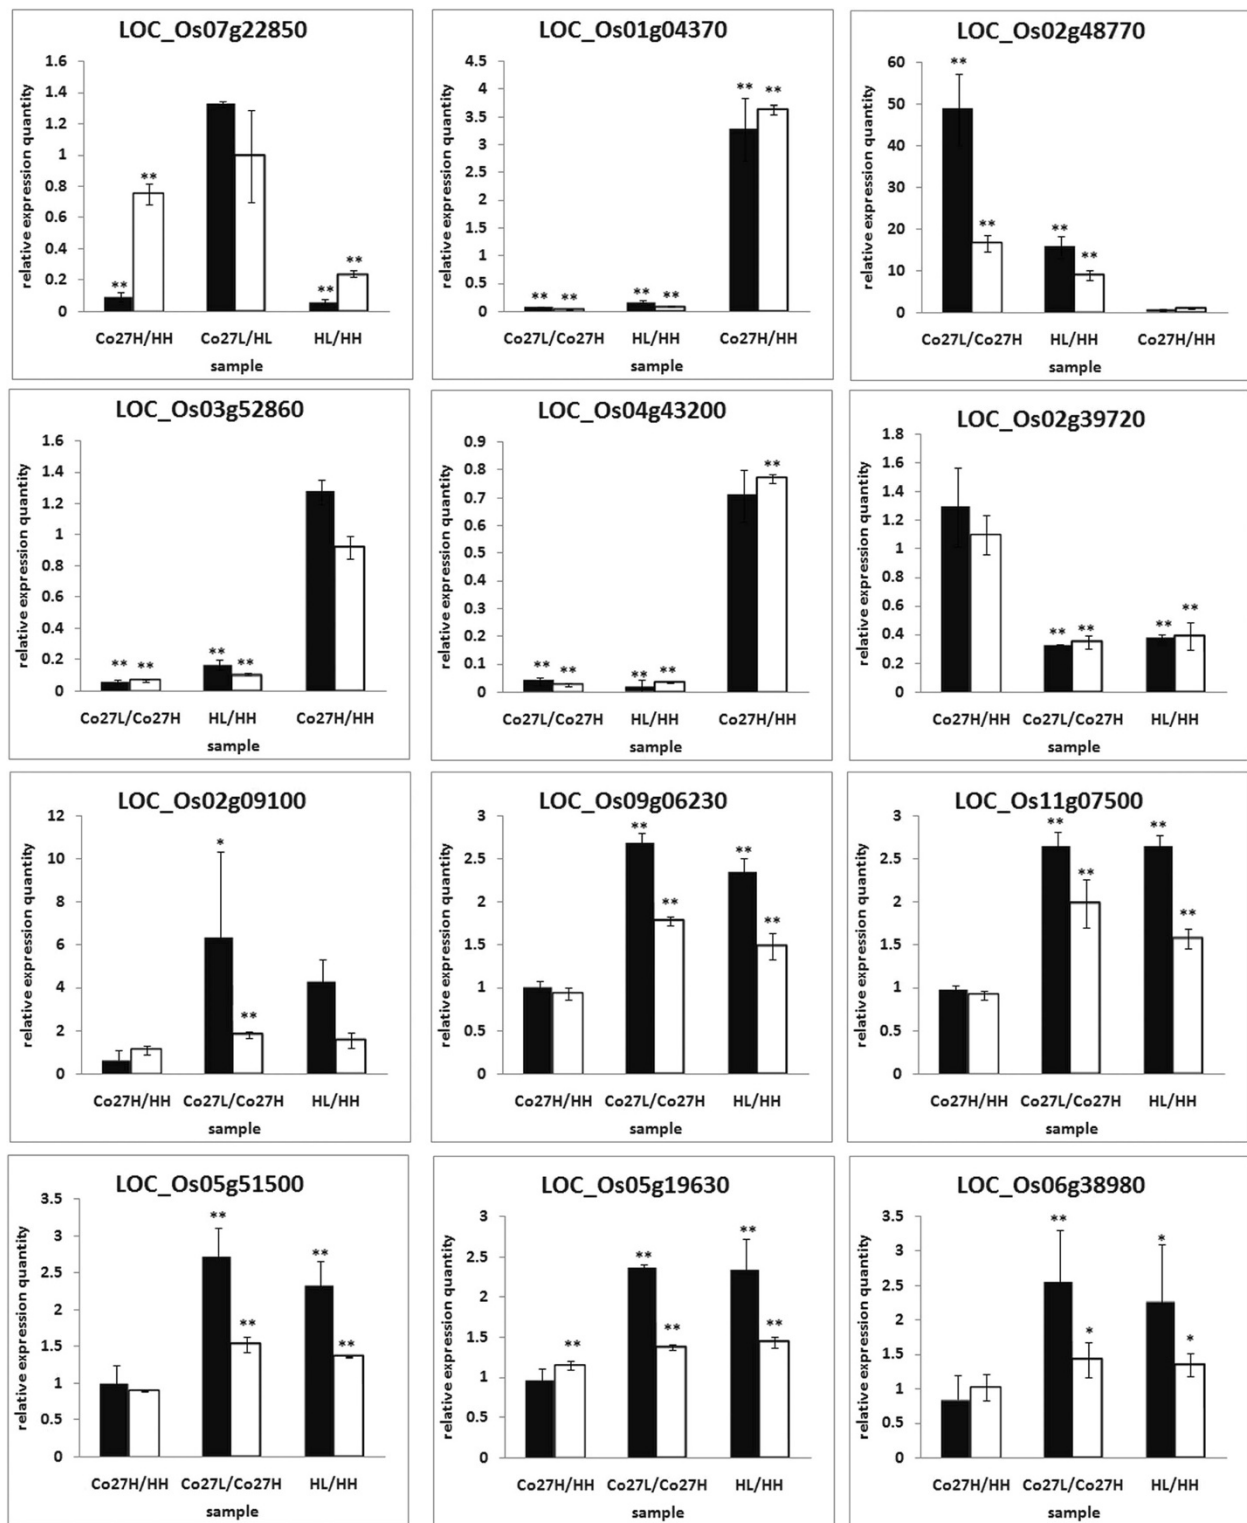 LOC_Os07g22850
relative expression quantity
1.6
1.4
1.2
1
0.8
0.6
0.4
0.2
0
**
**
**
**
Co27H/HH Co27L/HL HL/HH
sample
LOC_Os01g04370
relative expression quantity
4.5
4
3.5
3
2.5
2
1.5
1
0.5
0
** ** ** ** ** **
Co27L/Co27H HL/HH Co27H/HH
sample
LOC_Os02g48770
relative expression quantity
60
50
40
30
20
10
0
**
**
**
**
Co27L/Co27H HL/HH Co27H/HH
sample
LOC_Os03g52860
relative expression quantity
1.6
1.4
1.2
1
0.8
0.6
0.4
0.2
0
** ** ** **
Co27L/Co27H HL/HH Co27H/HH
sample
LOC_Os04g43200
relative expression quantity
0.9
0.8
0.7
0.6
0.5
0.4
0.3
0.2
0.1
0
** ** ** ** **
Co27L/Co27H HL/HH Co27H/HH
sample
LOC_Os02g39720
relative expression quantity
1.8
1.6
1.4
1.2
1
0.8
0.6
0.4
0.2
0
** ** ** **
Co27H/HH Co27L/Co27H HL/HH
sample
LOC_Os02g09100
relative expression quantity
12
10
8
6
4
2
0
*
**
Co27H/HH Co27L/Co27H HL/HH
sample
LOC_Os09g06230
relative expression quantity
3
2.5
2
1.5
1
0.5
0
**
**
**
**
Co27H/HH Co27L/Co27H HL/HH
sample
LOC_Os11g07500
relative expression quantity
3
2.5
2
1.5
1
0.5
0
**
**
**
**
Co27H/HH Co27L/Co27H HL/HH
sample
LOC_Os05g51500
relative expression quantity
3.5
3
2.5
2
1.5
1
0.5
0
**
**
**
**
Co27H/HH Co27L/Co27H HL/HH
sample
LOC_Os05g19630
relative expression quantity
3
2.5
2
1.5
1
0.5
0
**
**
**
**
**
Co27H/HH Co27L/Co27H HL/HH
sample
LOC_Os06g38980
relative expression quantity
3.5
3
2.5
2
1.5
1
0.5
0
**
*
*
*
Co27H/HH Co27L/Co27H HL/HH
sample